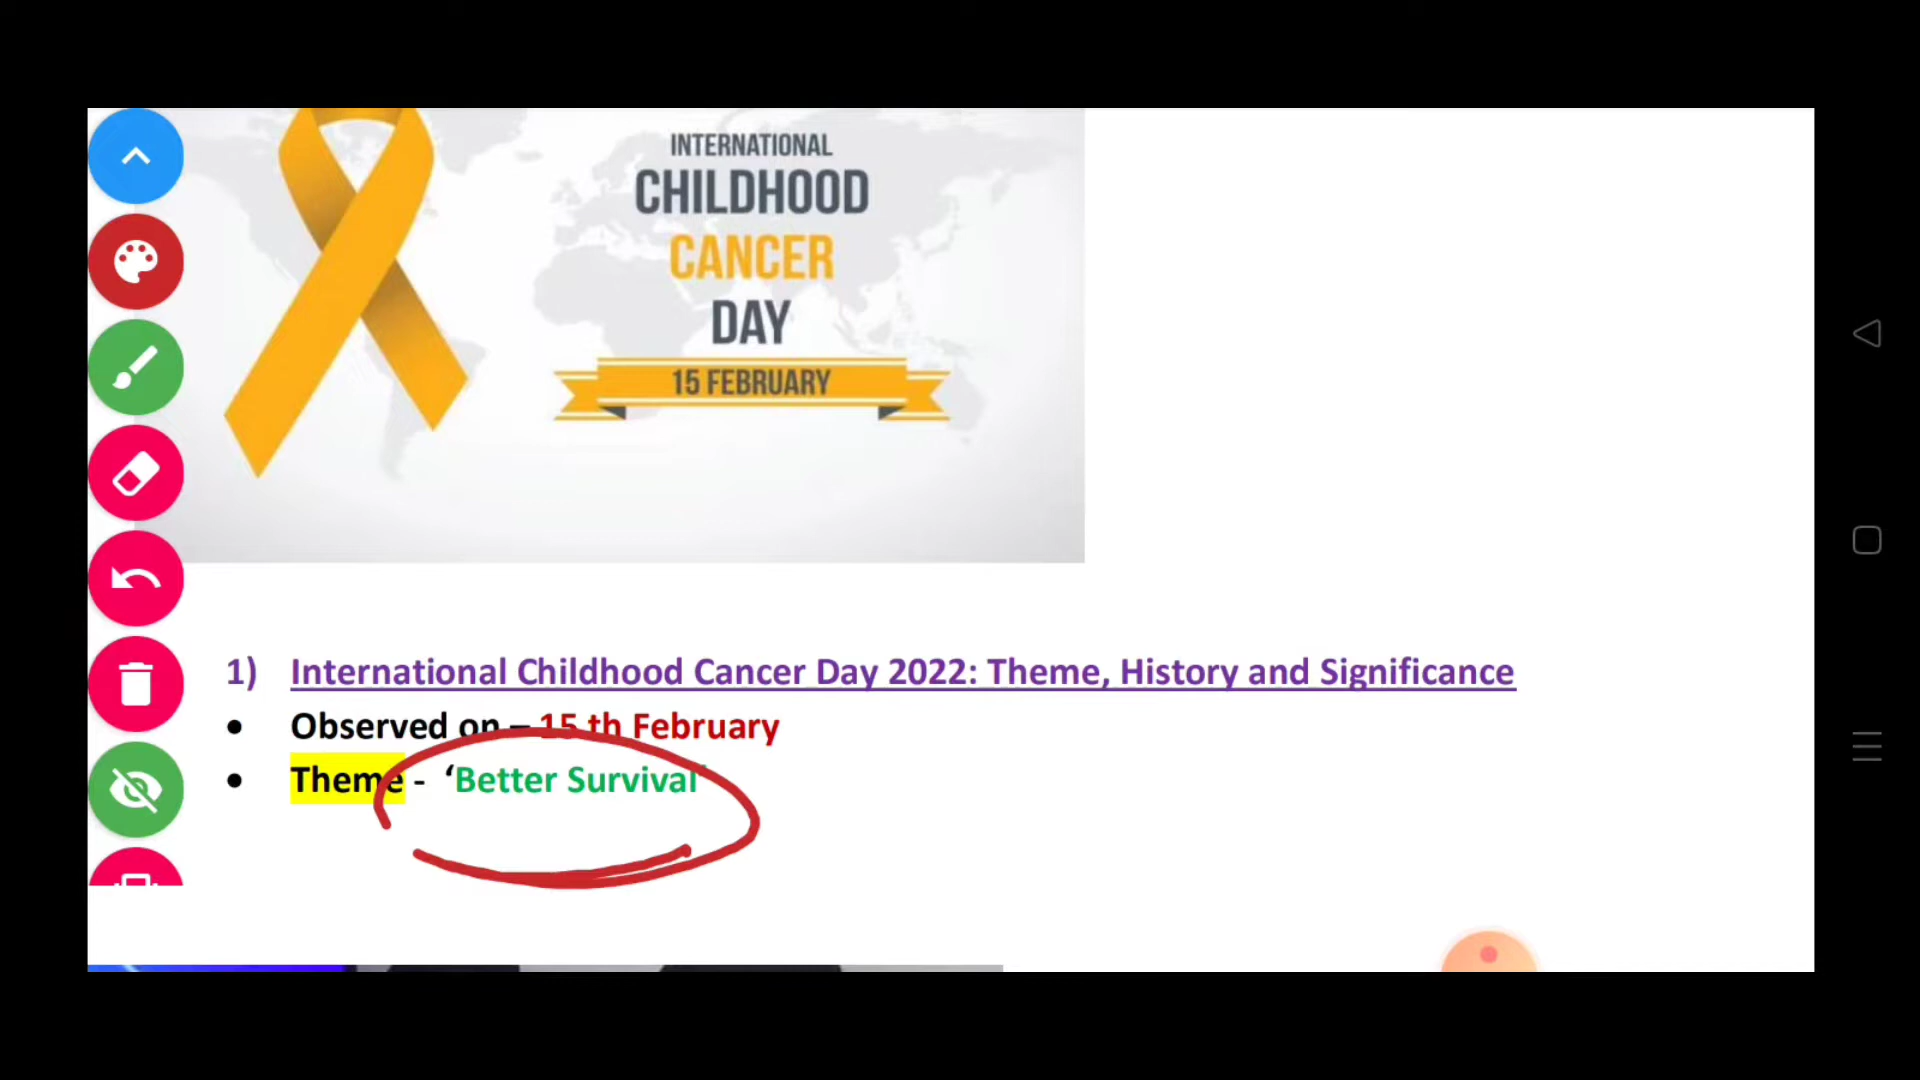 INTERNATIONAL
CHILDHOOD
CANCER
DAY
15 FEBRUARY
1) International Childhood Cancer Day 2022: Theme, History and Significance
• Observed on – 15 th February
• Theme - ‘Better Survival’